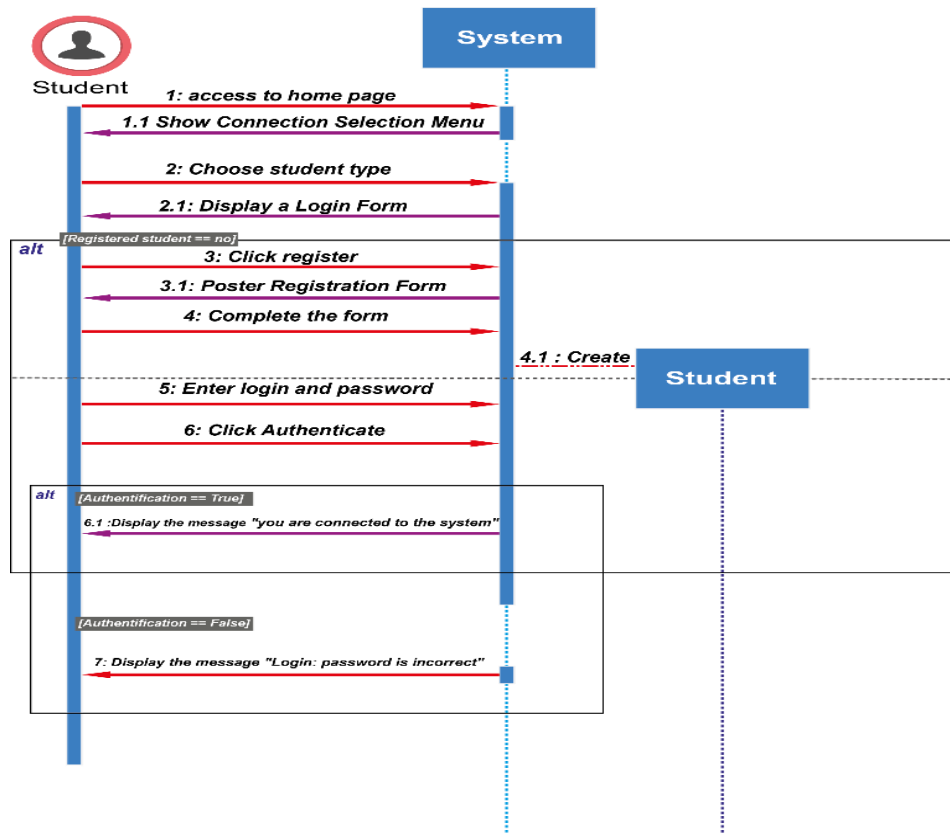 System
Student
1: access to home page
1.1 Show Connection Selection Menu
2: Choose student type
2.1: Display a Login Form
[Registered student == no]
alt
3: Click register
3.1: Poster Registration Form
4: Complete the form
4.1 : Create
Student
5: Enter login and password
6: Click Authenticate
alt
[Authentification == True]
6.1 :Display the message "you are connected to the system"
[Authentification == False]
7: Display the message "Login: password is incorrect"